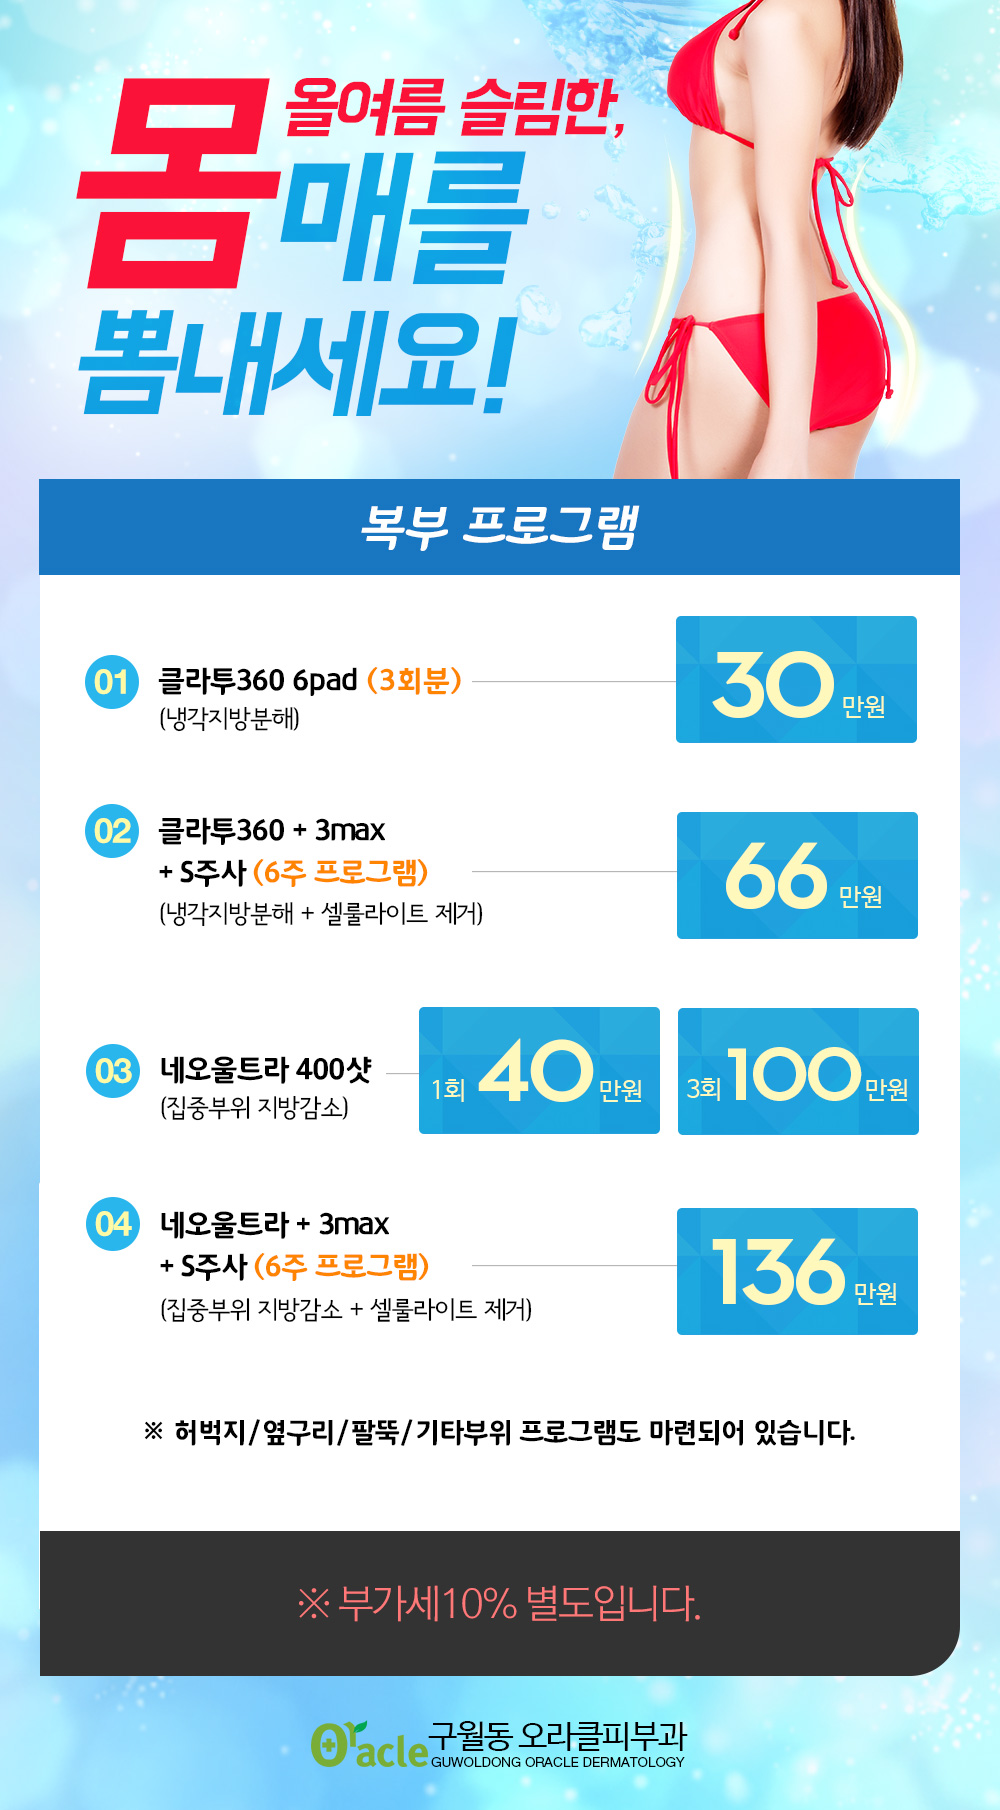 올여름 슬림한,
몸매를
뽐내세요!
복부 프로그램
01 클라투360 6pad (3회분)
(냉각지방분해)
30 만원
02 클라투360 + 3max
+ S주사 (6주 프로그램)
(냉각지방분해 + 셀룰라이트 제거)
66 만원
03 네오울트라 400샷
(집중부위 지방감소)
1회 40 만원
3회 100 만원
04 네오울트라 + 3max
+ S주사 (6주 프로그램)
(집중부위 지방감소 + 셀룰라이트 제거)
136 만원
※ 허벅지/옆구리/팔뚝/기타부위 프로그램도 마련되어 있습니다.
※ 부가세10% 별도입니다.
Oracle 구월동 오라클피부과
GUWOLDONG ORACLE DERMATOLOGY